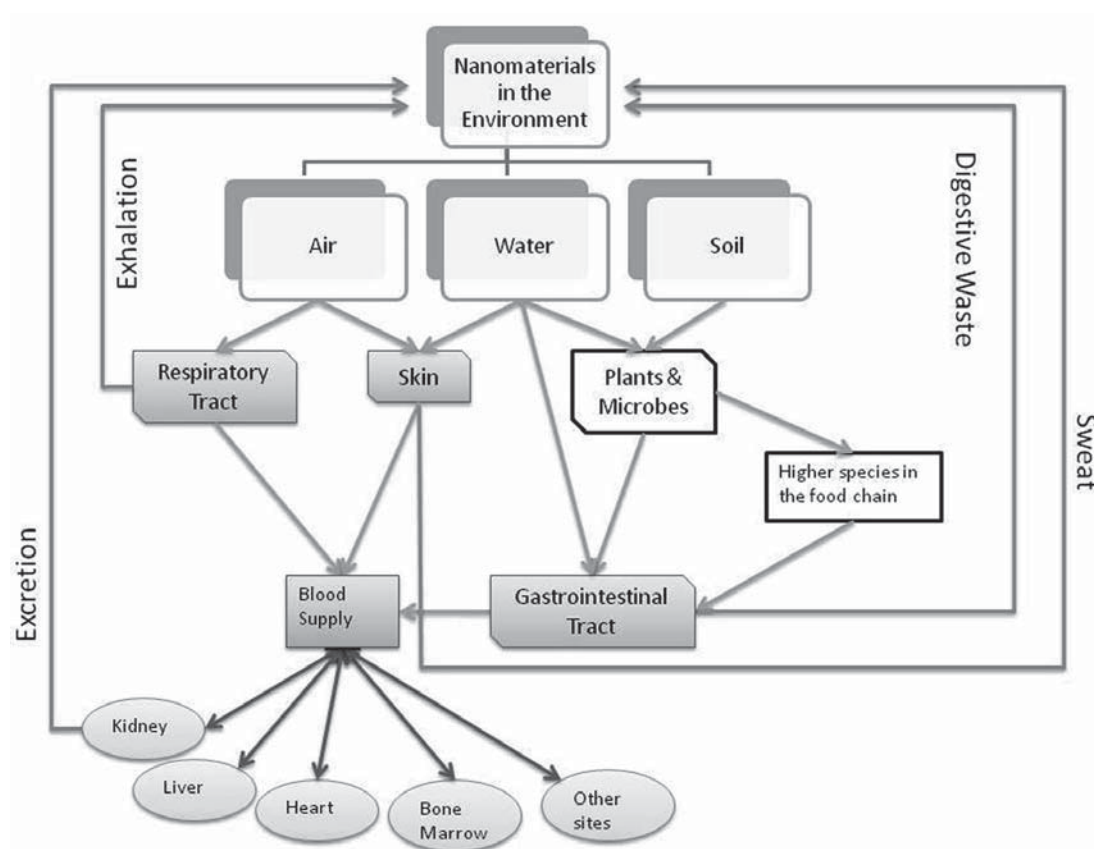 Nanomaterials
in the
Environment
Air
Water
Soil
Exhalation
Digestive Waste
Respiratory
Tract
Skin
Plants &
Microbes
Higher species in
the food chain
Sweat
Excretion
Blood
Supply
Gastrointestinal
Tract
Kidney
Liver
Heart
Bone
Marrow
Other
sites